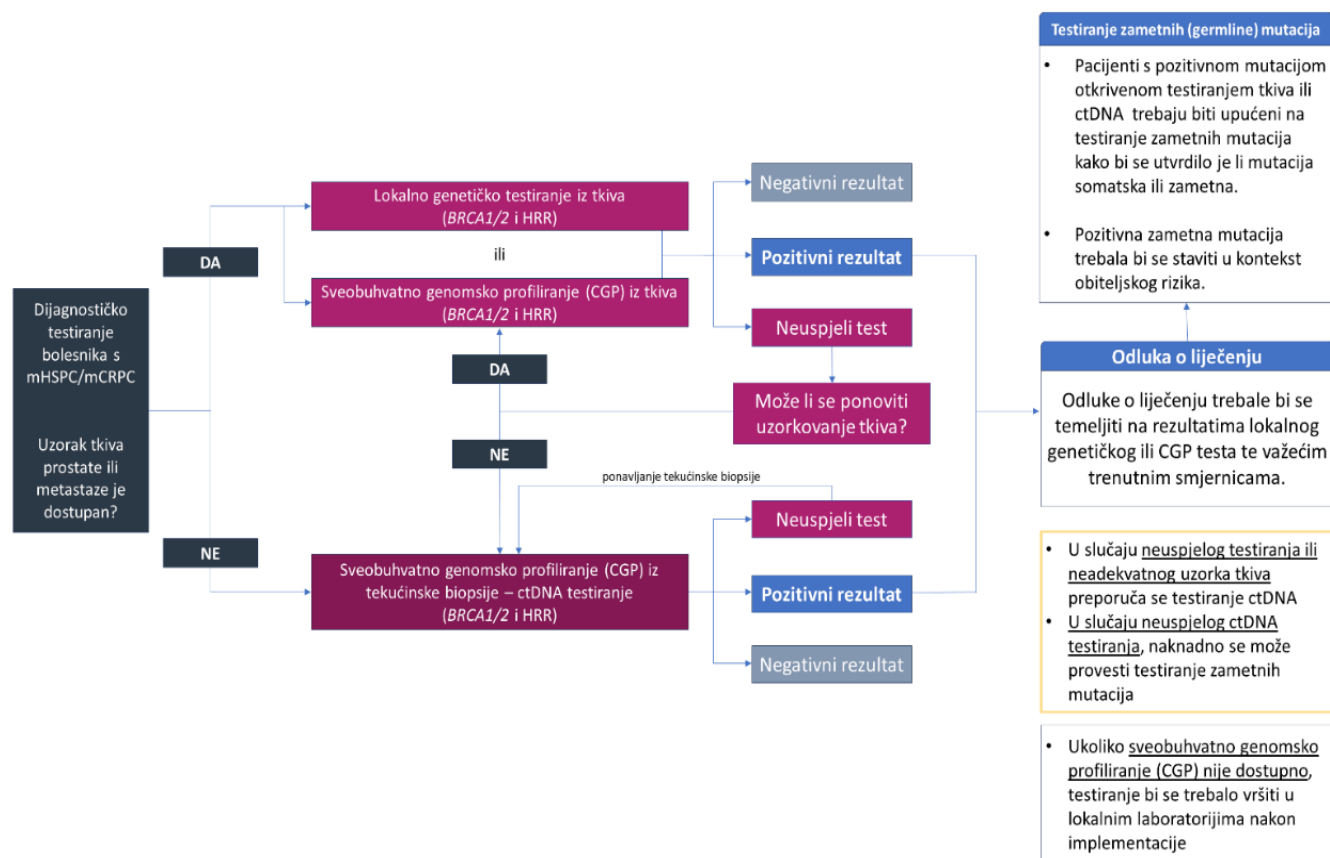 Dijagnostičko
testiranje
bolesnika s
mHSPC/mCRPC
Uzorak tkiva
prostate ili
metastaze je
dostupan?
DA
NE
Lokalno genetičko testiranje iz tkiva
(BRCA1/2 i HRR)
ili
Sveobuhvatno genomsko profiliranje (CGP) iz tkiva
(BRCA1/2 i HRR)
DA
NE
Negativni rezultat
Pozitivni rezultat
Neuspjeli test
Može li se ponoviti
uzorkovanje tkiva?
ponavljanje tekućinske biopsije
Sveobuhvatno genomsko profiliranje (CGP) iz
tekućinske biopsije – ctDNA testiranje
(BRCA1/2 i HRR)
Neuspjeli test
Pozitivni rezultat
Negativni rezultat
Testiranje zametnih (germline) mutacija
• Pacijenti s pozitivnom mutacijom
otkrivenom testiranjem tkiva ili
ctDNA trebaju biti upućeni na
testiranje zametnih mutacija
kako bi se utvrdilo je li mutacija
somatska ili zametna.
• Pozitivna zametna mutacija
trebala bi se staviti u kontekst
obiteljskog rizika.
Odluka o liječenju
Odluke o liječenju trebale bi se
temeljiti na rezultatima lokalnog
genetičkog ili CGP testa te važećim
trenutnim smjernicama.
• U slučaju neuspjelog testiranja ili
neadekvatnog uzorka tkiva
preporuča se testiranje ctDNA
• U slučaju neuspjelog ctDNA
testiranja, naknadno se može
provesti testiranje zametnih
mutacija
• Ukoliko sveobuhvatno genomsko
profiliranje (CGP) nije dostupno,
testiranje bi se trebalo vršiti u
lokalnim laboratorijima nakon
implementacije